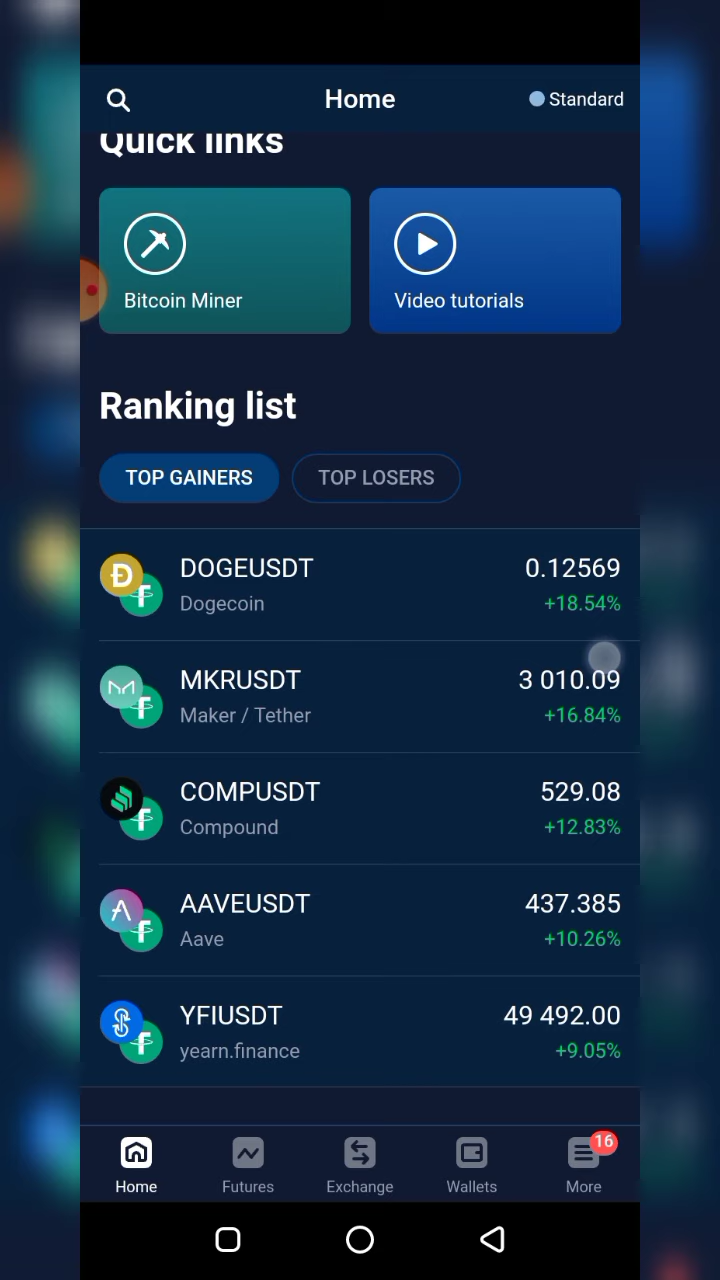 Home
Standard
Quick links
Bitcoin Miner
Video tutorials
Ranking list
TOP GAINERS
TOP LOSERS
DOGEUSDT
0.12569
Dogecoin
+18.54%
MKRUSDT
3 010.09
Maker / Tether
+16.84%
COMPUSDT
529.08
Compound
+12.83%
AAVEUSDT
437.385
Aave
+10.26%
YFIUSDT
49 492.00
yearn.finance
+9.05%
16
Home
Futures
Exchange
Wallets
More